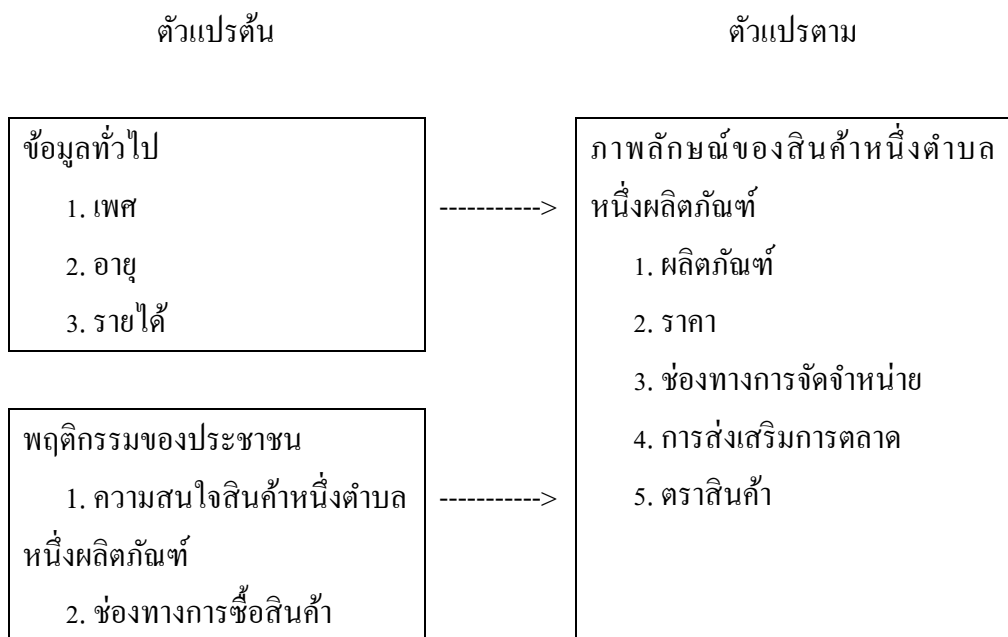 ตัวแปรต้น
ตัวแปรตาม
ข้อมูลทั่วไป
1. เพศ
2. อายุ
3. รายได้
----------->
พฤติกรรมของประชาชน
1. ความสนใจสินค้าหนึ่งตำบล
หนึ่งผลิตภัณฑ์
2. ช่องทางการซื้อสินค้า
----------->
ภาพลักษณ์ของสินค้าหนึ่งตำบล
หนึ่งผลิตภัณฑ์
1. ผลิตภัณฑ์
2. ราคา
3. ช่องทางการจัดจำหน่าย
4. การส่งเสริมการตลาด
5. ตราสินค้า